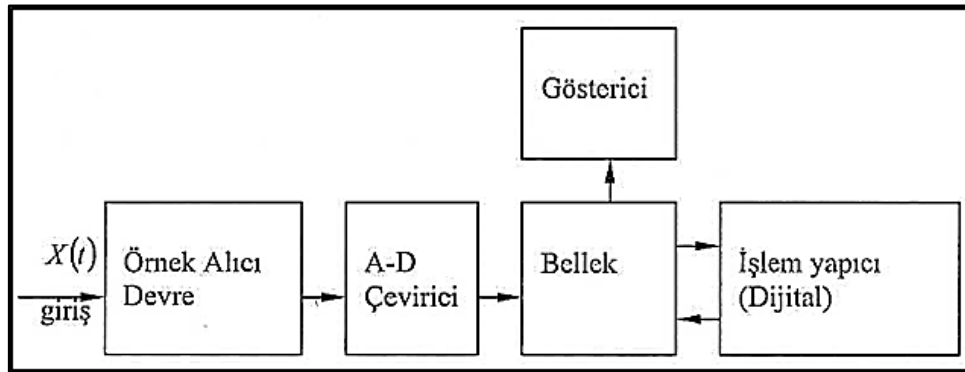 Gösterici
X(t)
giriş
Örnek Alıcı
Devre
A-D
Çevirici
Bellek
İşlem yapıcı
(Dijital)